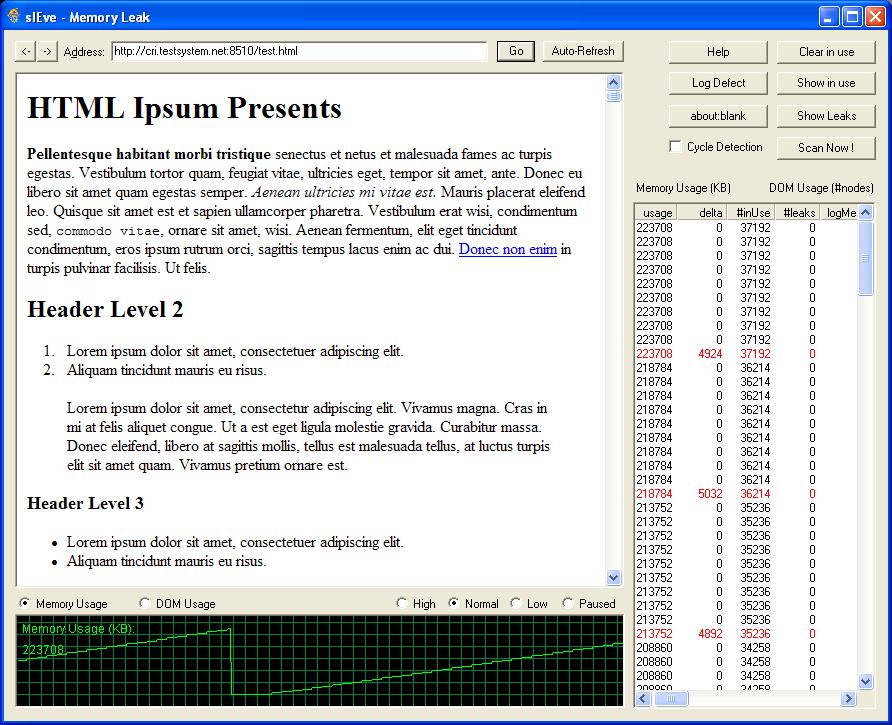 sIEve - Memory Leak
<- -> Address: http://cri.testsystem.net:8510/test.html Go Auto-Refresh
Help Clear in use
Log Defect Show in use
about:blank Show Leaks
Cycle Detection Scan Now !
HTML Ipsum Presents
Pellentesque habitant morbi tristique senectus et netus et malesuada fames ac turpis
egestas. Vestibulum tortor quam, feugiat vitae, ultricies eget, tempor sit amet, ante. Donec eu
libero sit amet quam egestas semper. Aenean ultricies mi vitae est. Mauris placerat eleifend
leo. Quisque sit amet est et sapien ullamcorper pharetra. Vestibulum erat wisi, condimentum
sed, commodo vitae, ornare sit amet, wisi. Aenean fermentum, elit eget tincidunt
condimentum, eros ipsum rutrum orci, sagittis tempus lacus enim ac dui. Donec non enim in
turpis pulvinar facilisis. Ut felis.
Header Level 2
1. Lorem ipsum dolor sit amet, consectetuer adipiscing elit.
2. Aliquam tincidunt mauris eu risus.
Lorem ipsum dolor sit amet, consectetur adipiscing elit. Vivamus magna. Cras in
mi at felis aliquet congue. Ut a est eget ligula molestie gravida. Curabitur massa.
Donec eleifend, libero at sagittis mollis, tellus est malesuada tellus, at luctus turpis
elit sit amet quam. Vivamus pretium ornare est.
Header Level 3
• Lorem ipsum dolor sit amet, consectetuer adipiscing elit.
• Aliquam tincidunt mauris eu risus.
Memory Usage DOM Usage High Normal Low Paused
Memory Usage (KB):
223708
Memory Usage (KB) DOM Usage (#nodes)
usage delta #inUse #leaks logMe
223708 0 37192 0
223708 0 37192 0
223708 0 37192 0
223708 0 37192 0
223708 0 37192 0
223708 0 37192 0
223708 0 37192 0
223708 0 37192 0
223708 0 37192 0
223708 4924 37192 0
218784 0 36214 0
218784 0 36214 0
218784 0 36214 0
218784 0 36214 0
218784 0 36214 0
218784 0 36214 0
218784 0 36214 0
218784 0 36214 0
218784 0 36214 0
218784 5032 36214 0
213752 0 35236 0
213752 0 35236 0
213752 0 35236 0
213752 0 35236 0
213752 0 35236 0
213752 0 35236 0
213752 0 35236 0
213752 0 35236 0
213752 0 35236 0
213752 4892 35236 0
208860 0 34258 0
208860 0 34258 0
208860 0 34258 0
208860 0 34258 0